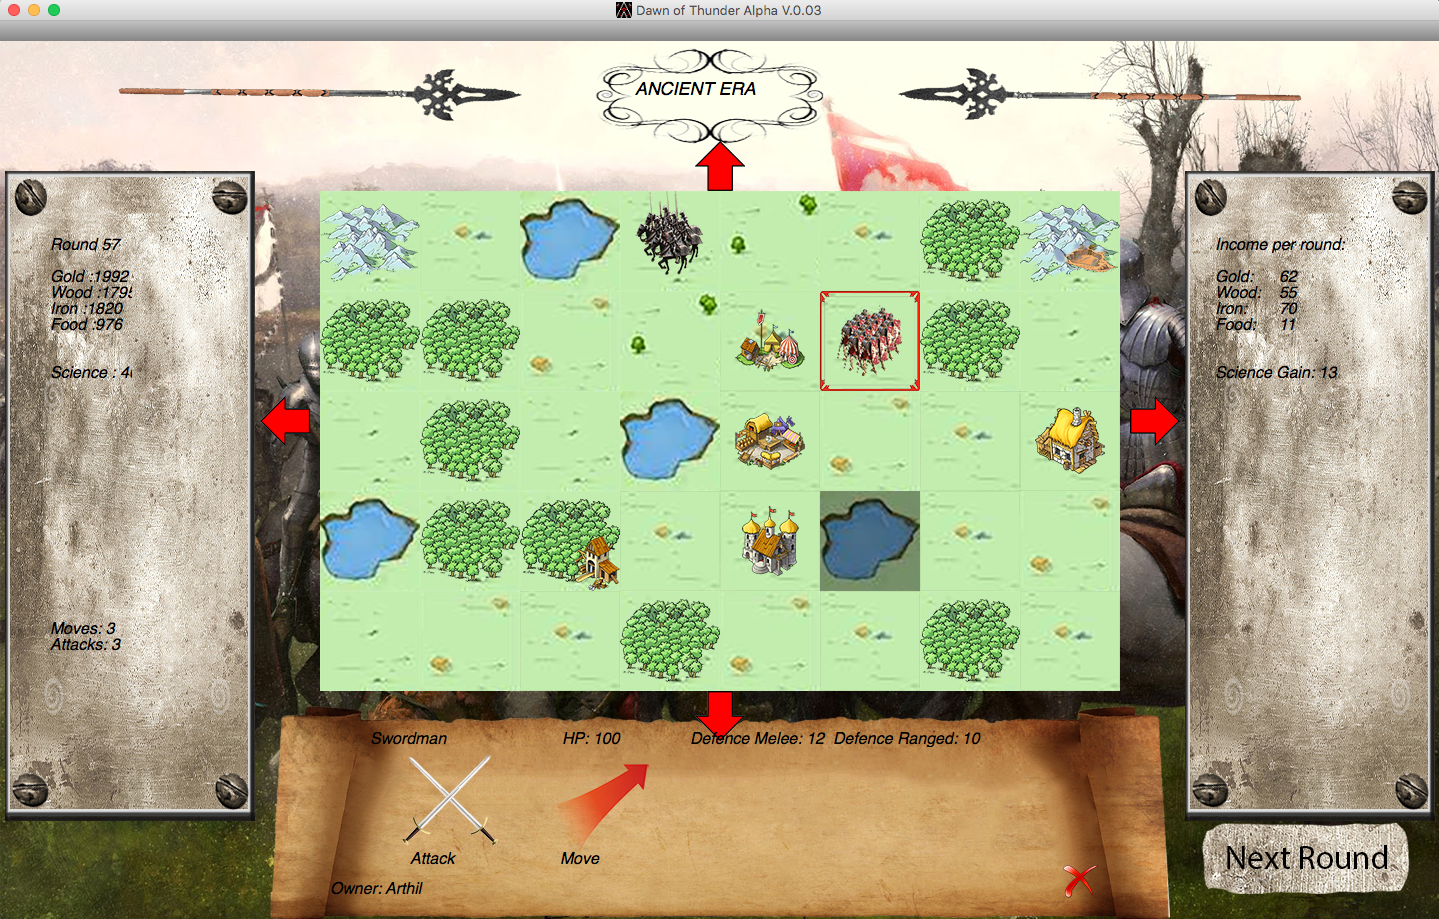 Dawn of Thunder Alpha V.0.03
ANCIENT ERA
Round 57
Gold :1992
Wood :1795
Iron :1820
Food :976
Science :
Moves: 3
Attacks: 3
Income per round:
Gold: 62
Wood: 55
Iron: 70
Food: 11
Science Gain: 13
Swordman HP: 100 Defence Melee: 12 Defence Ranged: 10
Attack Move
Owner: Arthil
Next Round